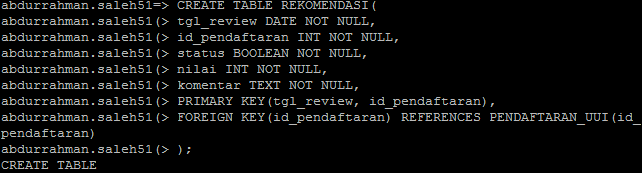 abdurrahman.saleh51=> CREATE TABLE REKOMENDASI(
abdurrahman.saleh51(> tgl_review DATE NOT NULL,
abdurrahman.saleh51(> id_pendaftaran INT NOT NULL,
abdurrahman.saleh51(> status BOOLEAN NOT NULL,
abdurrahman.saleh51(> nilai INT NOT NULL,
abdurrahman.saleh51(> komentar TEXT NOT NULL,
abdurrahman.saleh51(> PRIMARY KEY(tgl_review, id_pendaftaran),
abdurrahman.saleh51(> FOREIGN KEY(id_pendaftaran) REFERENCES PENDAFTARAN_UUI(id_
pendaftaran)
abdurrahman.saleh51(> );
CREATE TABLE